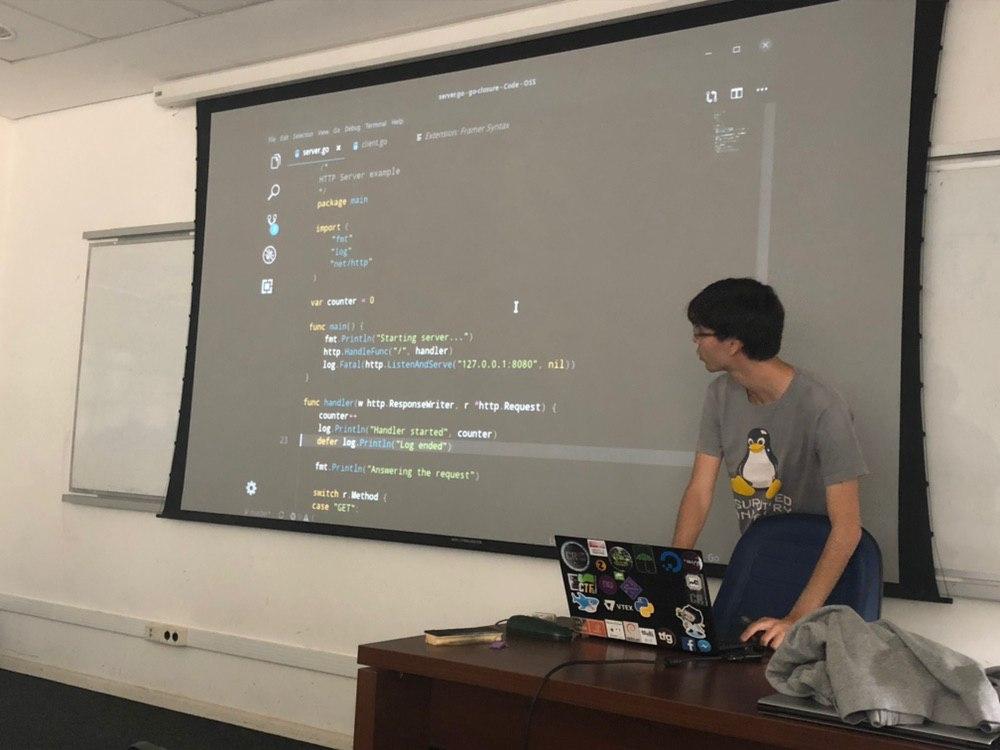 server.go - go-closure - Code - OSS
File Edit Selection View Go Debug Terminal Help
server.go × client.go Extension: Framer Syntax
/*
HTTP Server example
*/
package main
import (
"fmt"
"log"
"net/http"
)
var counter = 0
func main() {
fmt.Println("Starting server...")
http.HandleFunc("/", handler)
log.Fatal(http.ListenAndServe("127.0.0.1:8080", nil))
}
func handler(w http.ResponseWriter, r *http.Request) {
counter++
log.Println("Handler started", counter)
23 defer log.Println("Log ended")
fmt.Println("Answering the request")
switch r.Method {
case "GET":
Go
VTEX
tfg